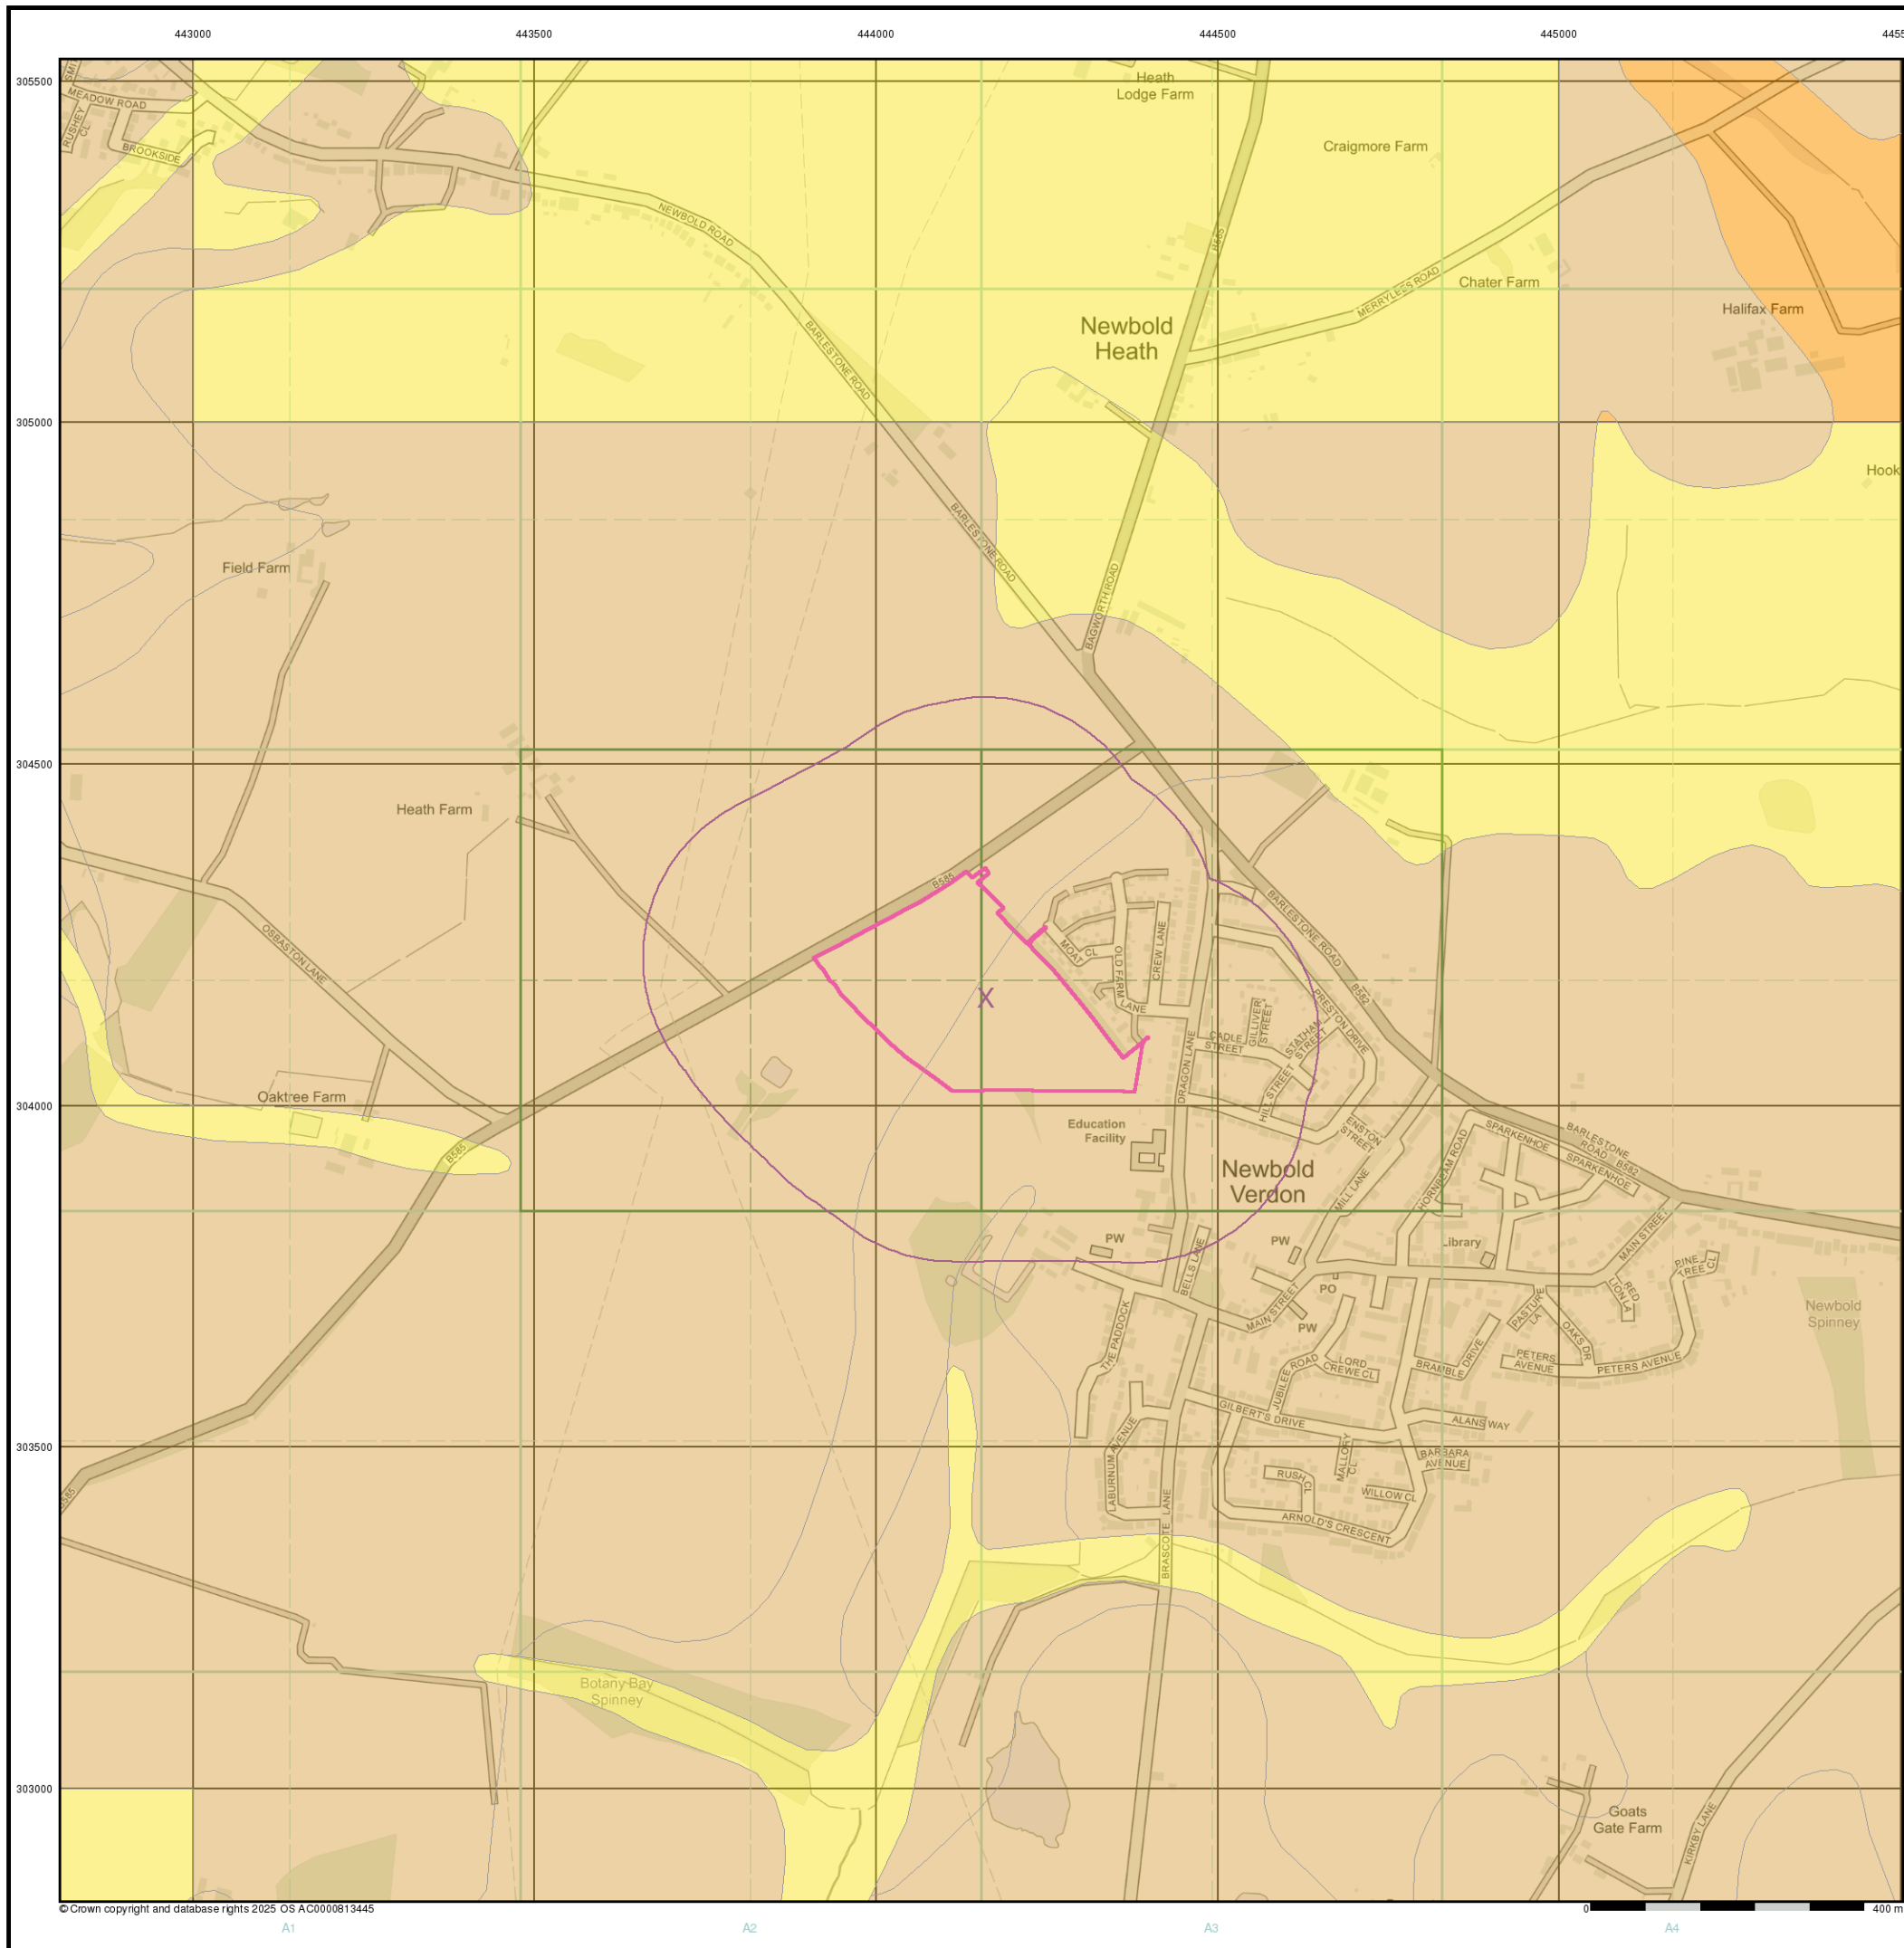 443000
443500
444000
444500
445000
305500
305000
304500
304000
303500
303000
MEADOW ROAD
RUSHEY
CL
BROOKSIDE
NEWBOLD ROAD
Heath
Lodge Farm
Craigmore Farm
B585
MERRYLEES ROAD
Chater Farm
Halifax Farm
Newbold
Heath
BARLESTONE ROAD
BARLESTONE ROAD
BAGWORTH ROAD
Hook
Field Farm
Heath Farm
B585
OSBASTON LANE
MOAT CL
OLD FARM
LANE
CREW LANE
BARLESTONE ROAD
B582
X
GILLIVER
STREET
CADLE
STREET
STATHAM
STREET
PRESTON DRIVE
DRAGON LANE
HILL STREET
ENSTON
STREET
Oaktree Farm
B585
Education
Facility
Newbold
Verdon
MILL LANE
HORNBEAM ROAD
SPARKENHOE
SPARKENHOE
BARLESTONE
ROAD
B582
MAIN STREET
PW
BELLS LANE
PW
Library
PO
MAIN STREET
PW
THE PADDOCK
PINE
TREE CL
RED
LION LA
PASTURE
LA
OAKS DR
PETERS
AVENUE
PETERS AVENUE
Newbold
Spinney
JUBILEE ROAD
LORD
CREWE CL
BRAMBLE
DRIVE
GILBERT'S DRIVE
ALANS WAY
LABURNUM AVENUE
MALLORY
CL
BARBARA
AVENUE
RUSH
CL
WILLOW CL
ARNOLD'S CRESCENT
BRASCOTE LANE
B585
Botany Bay
Spinney
Goats
Gate Farm
KIRKBY LANE
© Crown copyright and database rights 2025 OS AC0000813445
0
400 m
A1
A2
A3
A4